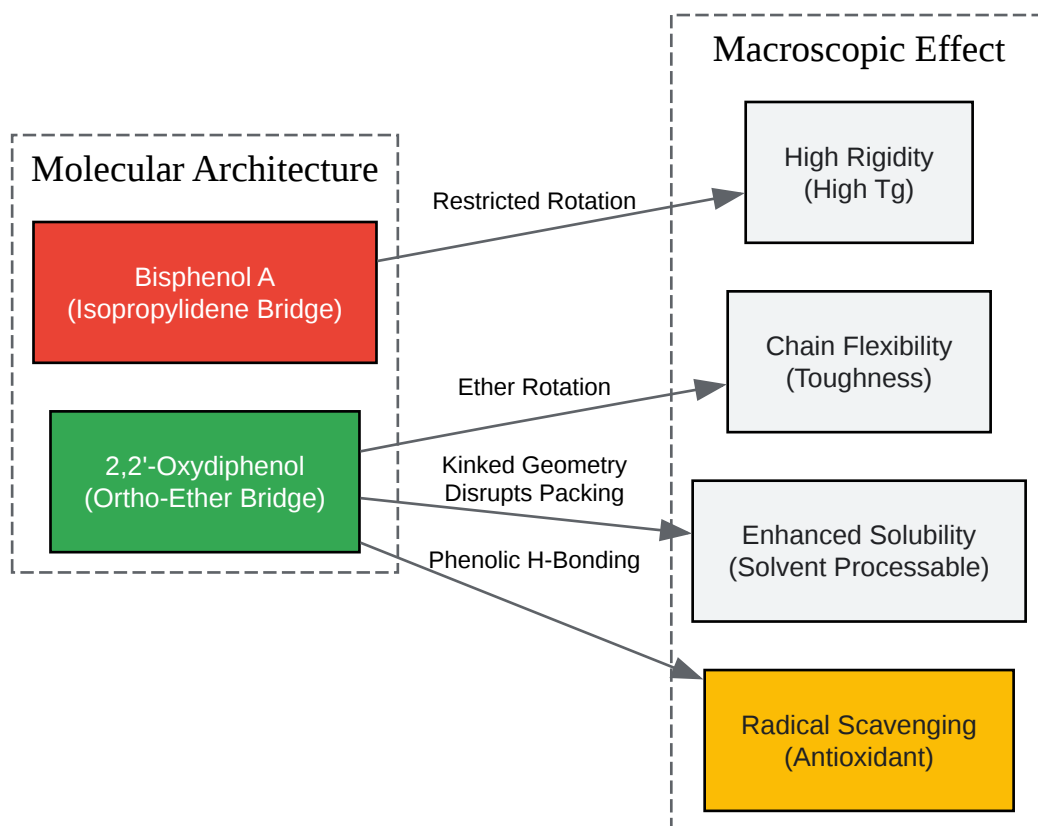 Molecular Architecture
Bisphenol A
(Isopropylidene Bridge)
2,2'-Oxydiphenol
(Ortho-Ether Bridge)
Restricted Rotation
Ether Rotation
Kinked Geometry
Disrupts Packing
Phenolic H-Bonding
Macroscopic Effect
High Rigidity
(High Tg)
Chain Flexibility
(Toughness)
Enhanced Solubility
(Solvent Processable)
Radical Scavenging
(Antioxidant)